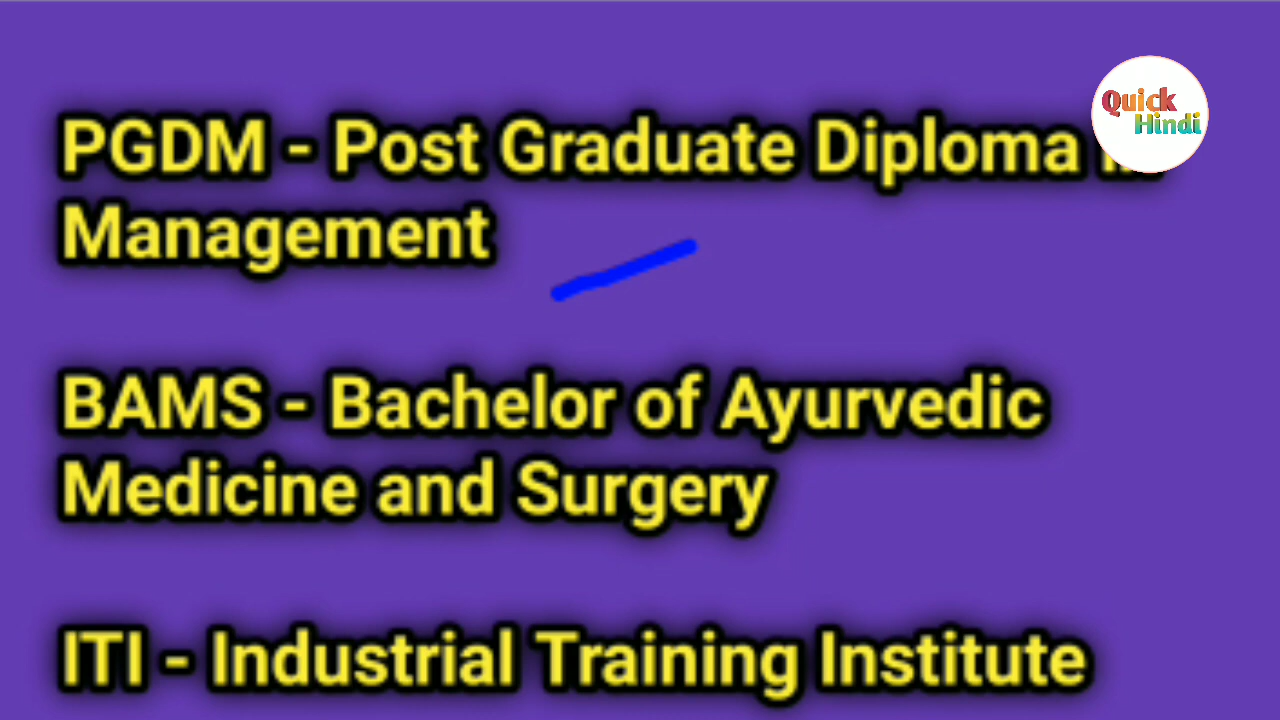 PGDM - Post Graduate Diploma
Management
BAMS - Bachelor of Ayurvedic
Medicine and Surgery
ITI - Industrial Training Institute
Quick
Hindi